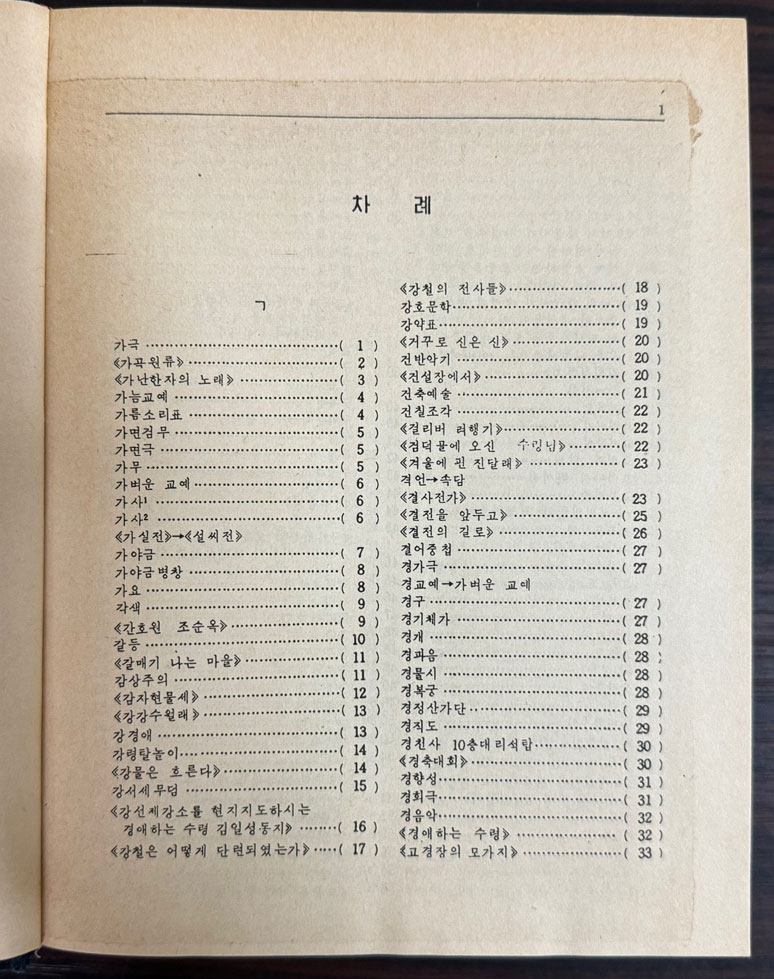 1
차 례
ㄱ
가극 ……………………………( 1 )
《가곡원류》……………………………( 2 )
《가난한자의 노래》……………………( 3 )
가늠교예 ……………………………( 4 )
가름소리표 ……………………………( 4 )
가면검무 ……………………………( 5 )
가면극 ……………………………( 5 )
가무 ……………………………( 5 )
가벼운 교예……………………………( 6 )
가사¹ ……………………………( 6 )
가사² ……………………………( 6 )
《가실전》→《설씨전》
가야금 ……………………………( 7 )
가야금병창 ……………………………( 8 )
가요 ……………………………( 8 )
각색 ……………………………( 9 )
《간호원 조순옥》……………………( 9 )
갈등 ……………………………( 10 )
《갈매기 나는 마을》…………………( 11 )
감상주의 ……………………………( 11 )
《감자현물세》…………………………( 12 )
《강강수월래》…………………………( 13 )
강경애 ……………………………( 13 )
강령탈놀이……………………………( 14 )
《강물은 흐른다》……………………( 14 )
강서세무덤 ……………………………( 15 )
《강선제강소를 현지지도하시는
경애하는 수령 김일성동지》………( 16 )
《강철은 어떻게 단련되였는가》……( 17 )
《강철의 전사들》……………………( 18 )
강호문학……………………………( 19 )
강약표……………………………( 19 )
《거꾸로 신은 신》……………………( 20 )
건반악기 ……………………………( 20 )
《건설장에서》…………………………( 20 )
건축예술 ……………………………( 21 )
건칠조각 ……………………………( 22 )
《걸리버 려행기》……………………( 22 )
《검덕물에 오신 수령님》…………( 22 )
《겨울에 핀 진달래》…………………( 23 )
격언→속담
《결사전가》……………………………( 23 )
《결전을 앞두고》……………………( 25 )
《결전의 길로》………………………( 26 )
결어중첩 ……………………………( 27 )
경가극 ……………………………( 27 )
경교예→가벼운 교예
경구 ……………………………( 27 )
경기체가 ……………………………( 27 )
경개 ……………………………( 28 )
경과음 ……………………………( 28 )
경물시 ……………………………( 28 )
경복궁 ……………………………( 28 )
경정산가단 ……………………………( 29 )
경직도 ……………………………( 29 )
경천사 10층대리석탑…………………( 30 )
《경축대회》……………………………( 30 )
경향성 ……………………………( 31 )
경희극 ……………………………( 31 )
경음악 ……………………………( 32 )
《경애하는 수령》……………………( 32 )
《고경장의 모가지》…………………( 33 )